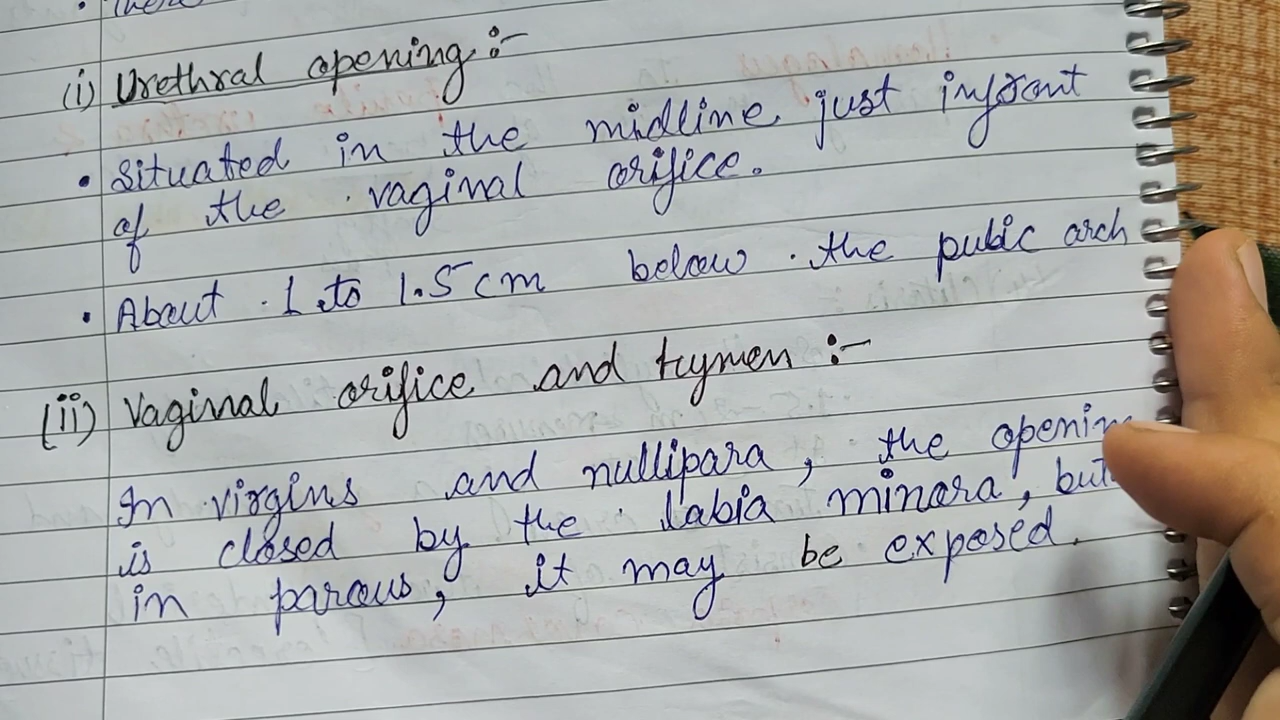 (i) Urethral opening :-
• Situated in the midline just infront
of the vaginal orifice.
• About 1 to 1.5 cm below the pubic arch
(ii) Vaginal orifice and hymen :-
In virgins and nullipara, the openin
is closed by the labia minora, but
in parous, it may be exposed.